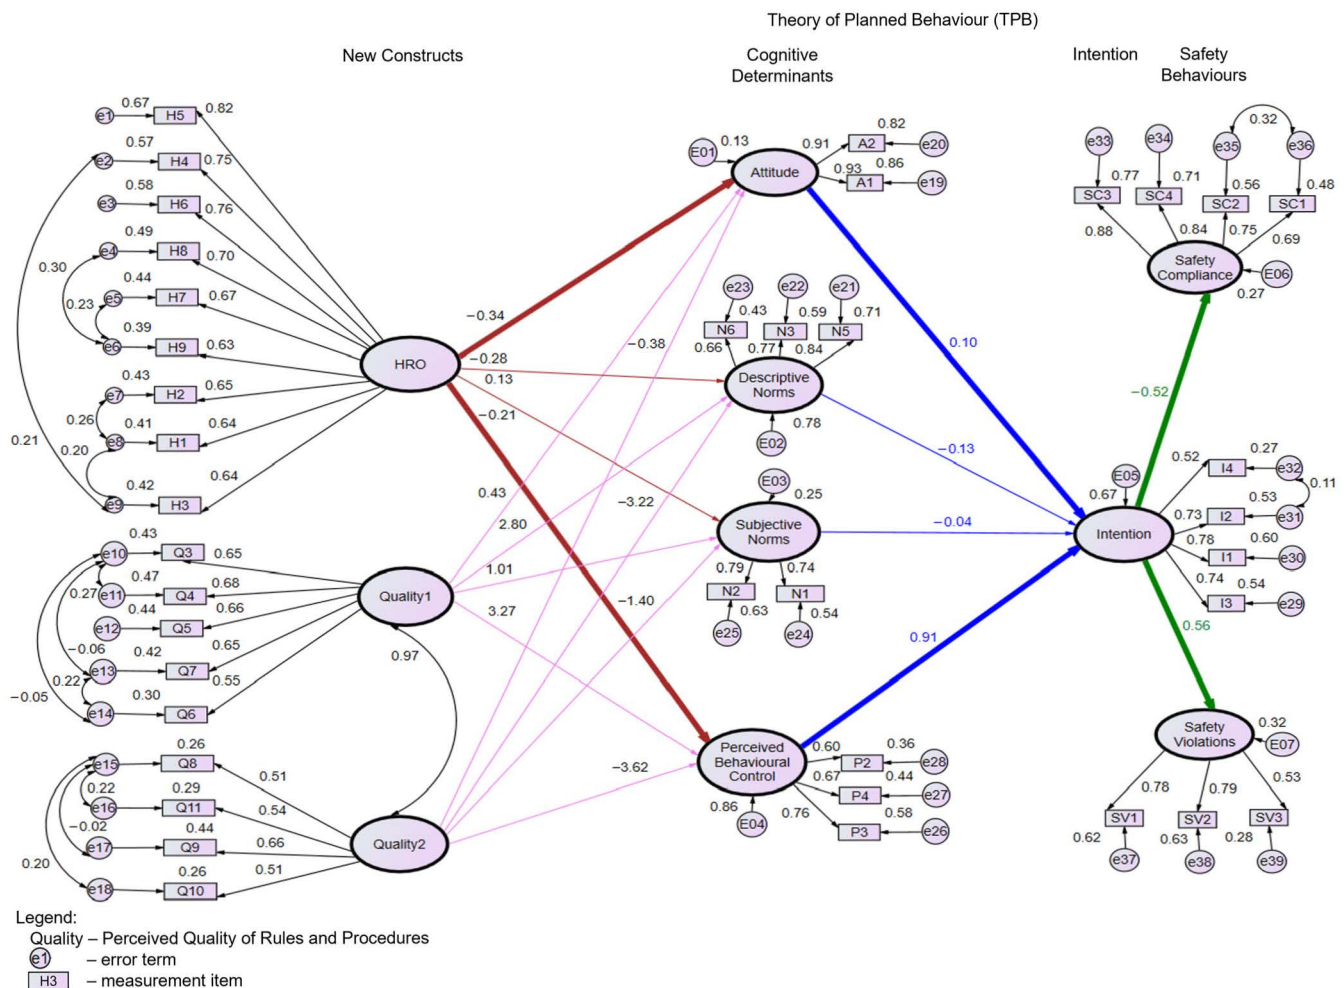 Theory of Planned Behaviour (TPB)
New Constructs
Cognitive
Determinants
Intention
Safety
Behaviours
e1
0.67
H5
0.82
e2
0.57
H4
0.75
e3
0.58
H6
0.76
e4
0.49
H8
0.70
0.30
e5
0.44
H7
0.67
0.23
e6
0.39
H9
0.63
e7
0.43
H2
0.65
0.26
e8
0.41
H1
0.64
0.21
0.20
e9
0.42
H3
0.64
HRO
−0.34
−0.28
0.13
−0.21
−0.38
0.43
2.80
1.01
3.27
−3.22
−1.40
−3.62
e10
0.43
Q3
0.65
0.27
e11
0.47
Q4
0.68
e12
0.44
Q5
0.66
−0.06
e13
0.42
Q7
0.65
0.22
−0.05
e14
0.30
Q6
0.55
Quality1
0.97
e15
0.26
Q8
0.51
0.22
e16
0.29
Q11
0.54
−0.02
e17
0.44
Q9
0.66
0.20
e18
0.26
Q10
0.51
Quality2
E01
0.13
Attitude
0.91
A2
0.82
e20
0.93
A1
0.86
e19
e23
e22
e21
0.43
0.59
0.71
N6
N3
N5
0.66
0.77
0.84
Descriptive
Norms
0.78
E02
E03
0.25
Subjective
Norms
0.79
0.74
N2
N1
0.63
0.54
e25
e24
Perceived
Behavioural
Control
0.86
E04
0.60
P2
0.36
e28
0.67
P4
0.44
e27
0.76
P3
0.58
e26
0.10
−0.13
−0.04
0.91
E05
0.67
Intention
0.52
I4
0.27
e32
0.11
0.73
I2
0.53
e31
0.78
I1
0.60
e30
0.74
I3
0.54
e29
−0.52
0.56
0.32
e33
e34
e35
e36
0.77
0.71
0.56
0.48
SC3
SC4
SC2
SC1
0.88
0.84
0.75
0.69
Safety
Compliance
E06
0.27
Safety
Violations
0.32
E07
0.78
0.79
0.53
SV1
SV2
SV3
0.62
0.63
0.28
e37
e38
e39
Legend:
Quality – Perceived Quality of Rules and Procedures
e1 – error term
H3 – measurement item